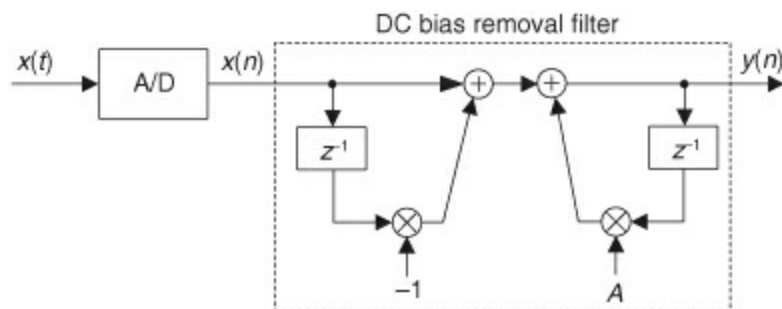 DC bias removal filter
x(t)
A/D
x(n)
+
+
y(n)
z⁻¹
z⁻¹
–1
A